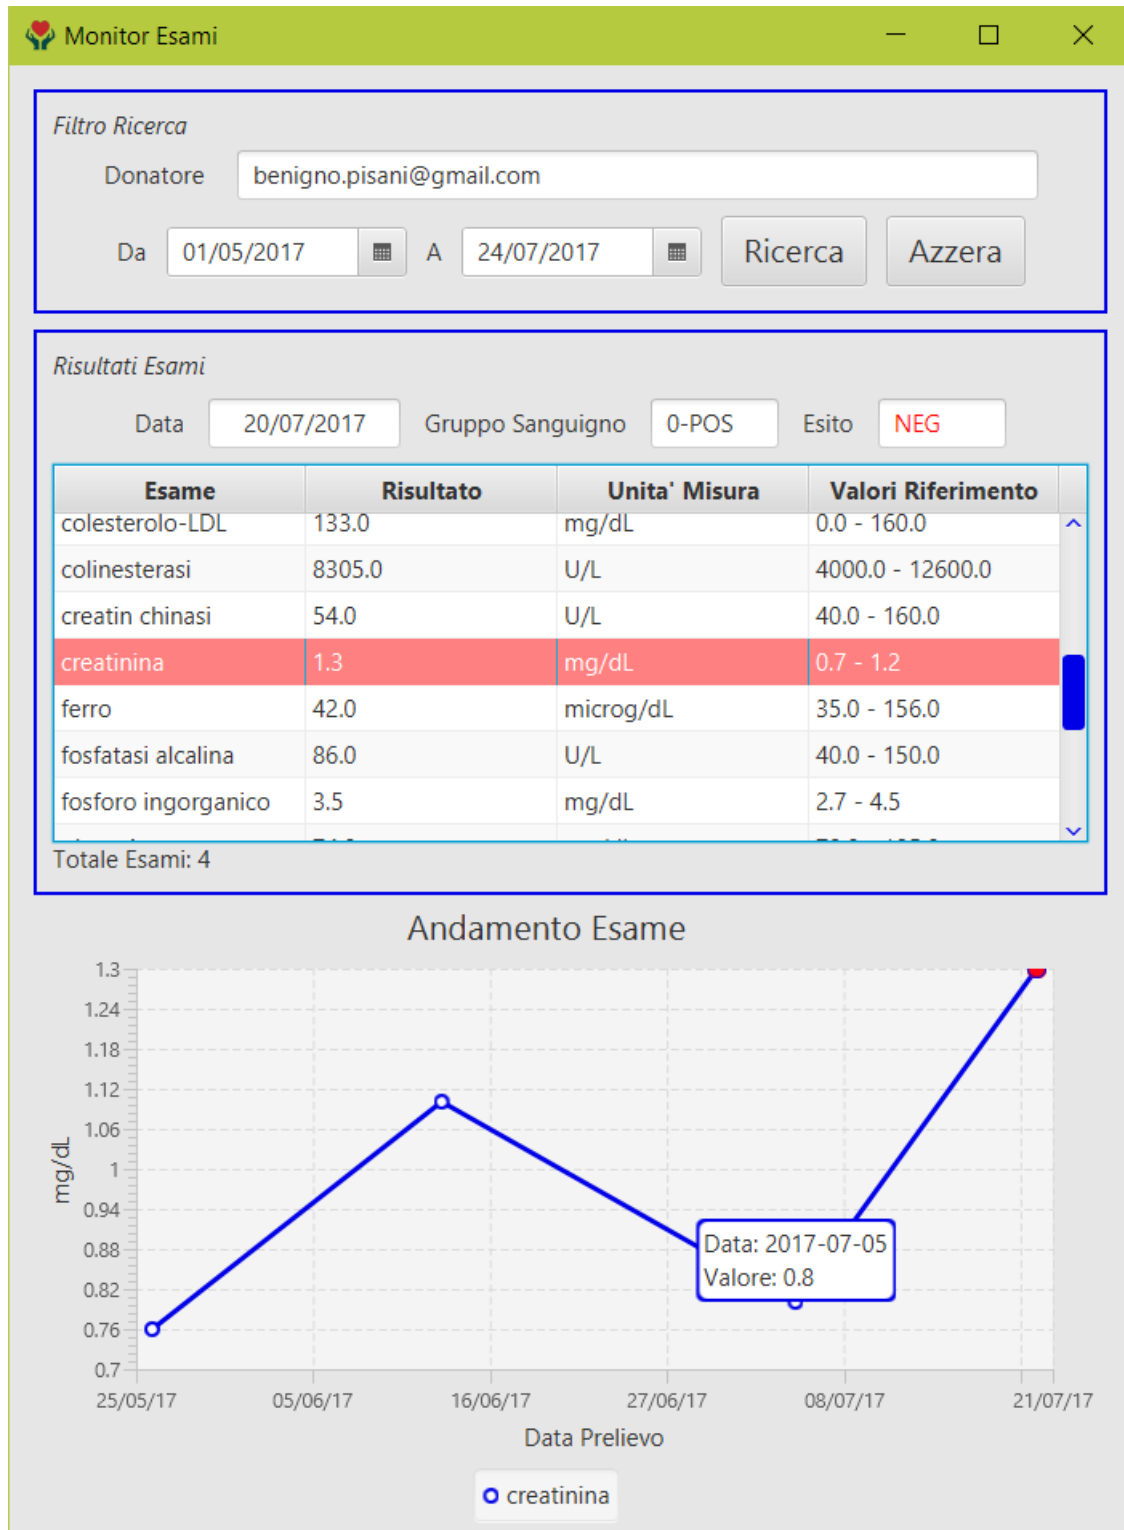 Monitor Esami
Filtro Ricerca
Donatore benigno.pisani@gmail.com
Da 01/05/2017 A 24/07/2017 Ricerca Azzera
Risultati Esami
Data 20/07/2017 Gruppo Sanguigno 0-POS Esito NEG
Esame Risultato Unita' Misura Valori Riferimento
colesterolo-LDL 133.0 mg/dL 0.0 - 160.0
colinesterasi 8305.0 U/L 4000.0 - 12600.0
creatin chinasi 54.0 U/L 40.0 - 160.0
creatinina 1.3 mg/dL 0.7 - 1.2
ferro 42.0 microg/dL 35.0 - 156.0
fosfatasi alcalina 86.0 U/L 40.0 - 150.0
fosforo ingorganico 3.5 mg/dL 2.7 - 4.5
Totale Esami: 4
Andamento Esame
1.3
1.24
1.18
1.12
1.06
1
0.94
0.88
0.82
0.76
0.7
mg/dL
Data: 2017-07-05
Valore: 0.8
25/05/17 05/06/17 16/06/17 27/06/17 08/07/17 21/07/17
Data Prelievo
creatinina